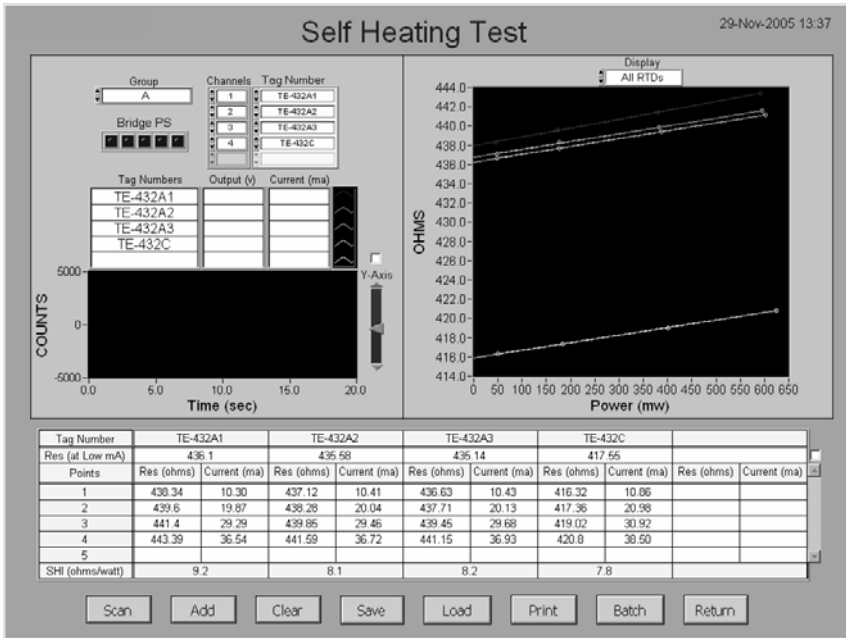 Self Heating Test
29-Nov-2005 13:37
Group
A
Bridge PS
Channels Tag Number
1 TE-432A1
2 TE-432A2
3 TE-432A3
4 TE-432C
Tag Numbers Output (v) Current (ma)
TE-432A1
TE-432A2
TE-432A3
TE-432C
Y-Axis
COUNTS
5000
0
-5000
0.0 5.0 10.0 15.0 20.0
Time (sec)
Display
All RTDs
OHMS
444.0
442.0
440.0
438.0
436.0
434.0
432.0
430.0
428.0
426.0
424.0
422.0
420.0
418.0
416.0
414.0
0 50 100 150 200 250 300 350 400 450 500 550 600 650
Power (mw)
Tag Number TE-432A1 TE-432A2 TE-432A3 TE-432C
Res (at Low mA) 436.1 435.58 435.14 417.55
Points Res (ohms) Current (ma) Res (ohms) Current (ma) Res (ohms) Current (ma) Res (ohms) Current (ma) Res (ohms) Current (ma)
1 438.34 10.30 437.12 10.41 436.63 10.43 416.32 10.86
2 439.6 19.87 438.28 20.04 437.71 20.13 417.36 20.98
3 441.4 29.29 439.85 29.46 439.45 29.68 419.02 30.92
4 443.39 36.54 441.59 36.72 441.15 36.93 420.8 38.50
5
SHI (ohms/watt) 9.2 8.1 8.2 7.8
Scan Add Clear Save Load Print Batch Return